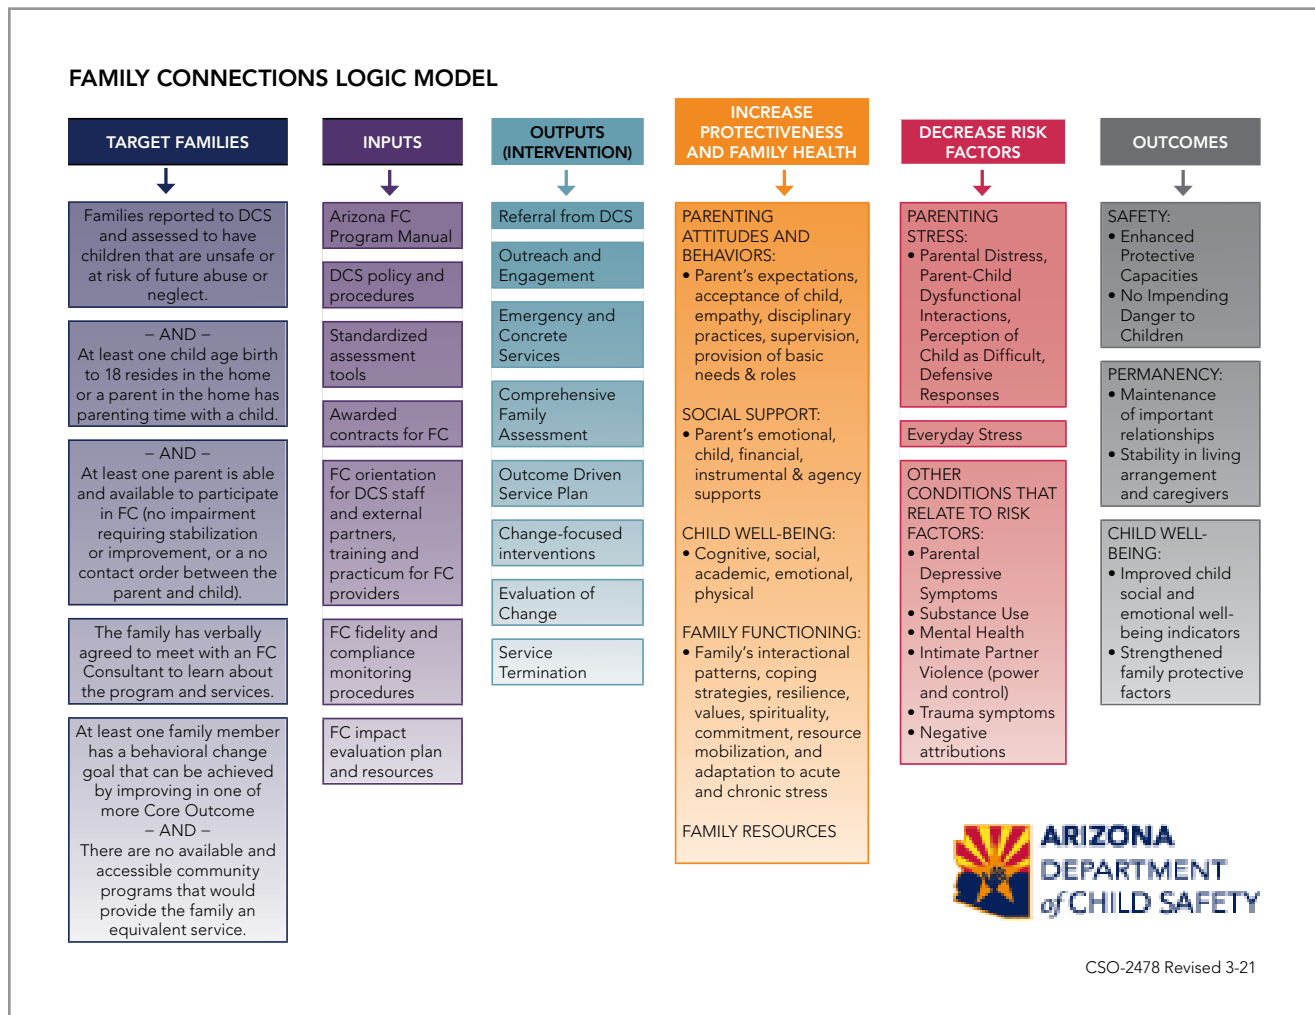 FAMILY CONNECTIONS LOGIC MODEL
TARGET FAMILIES
Families reported to DCS
and assessed to have
children that are unsafe or
at risk of future abuse or
neglect.
– AND –
At least one child age birth
to 18 resides in the home
or a parent in the home has
parenting time with a child.
– AND –
At least one parent is able
and available to participate
in FC (no impairment
requiring stabilization
or improvement, or a no
contact order between the
parent and child).
The family has verbally
agreed to meet with an FC
Consultant to learn about
the program and services.
At least one family member
has a behavioral change
goal that can be achieved
by improving in one of
more Core Outcome
– AND –
There are no available and
accessible community
programs that would
provide the family an
equivalent service.
INPUTS
Arizona FC
Program Manual
DCS policy and
procedures
Standardized
assessment
tools
Awarded
contracts for FC
FC orientation
for DCS staff
and external
partners,
training and
practicum for FC
providers
FC fidelity and
compliance
monitoring
procedures
FC impact
evaluation plan
and resources
OUTPUTS
(INTERVENTION)
Referral from DCS
Outreach and
Engagement
Emergency and
Concrete
Services
Comprehensive
Family
Assessment
Outcome Driven
Service Plan
Change-focused
interventions
Evaluation of
Change
Service
Termination
INCREASE
PROTECTIVENESS
AND FAMILY HEALTH
PARENTING
ATTITUDES AND
BEHAVIORS:
• Parent's expectations,
acceptance of child,
empathy, disciplinary
practices, supervision,
provision of basic
needs & roles
SOCIAL SUPPORT:
• Parent's emotional,
child, financial,
instrumental & agency
supports
CHILD WELL-BEING:
• Cognitive, social,
academic, emotional,
physical
FAMILY FUNCTIONING:
• Family's interactional
patterns, coping
strategies, resilience,
values, spirituality,
commitment, resource
mobilization, and
adaptation to acute
and chronic stress
FAMILY RESOURCES
DECREASE RISK
FACTORS
PARENTING
STRESS:
• Parental Distress,
Parent-Child
Dysfunctional
Interactions,
Perception of
Child as Difficult,
Defensive
Responses
Everyday Stress
OTHER
CONDITIONS THAT
RELATE TO RISK
FACTORS:
• Parental
Depressive
Symptoms
• Substance Use
• Mental Health
• Intimate Partner
Violence (power
and control)
• Trauma symptoms
• Negative
attributions
OUTCOMES
SAFETY:
• Enhanced
Protective
Capacities
• No Impending
Danger to
Children
PERMANENCY:
• Maintenance
of important
relationships
• Stability in living
arrangement
and caregivers
CHILD WELL-
BEING:
• Improved child
social and
emotional well-
being indicators
• Strengthened
family protective
factors
ARIZONA
DEPARTMENT
of CHILD SAFETY
CSO-2478 Revised 3-21